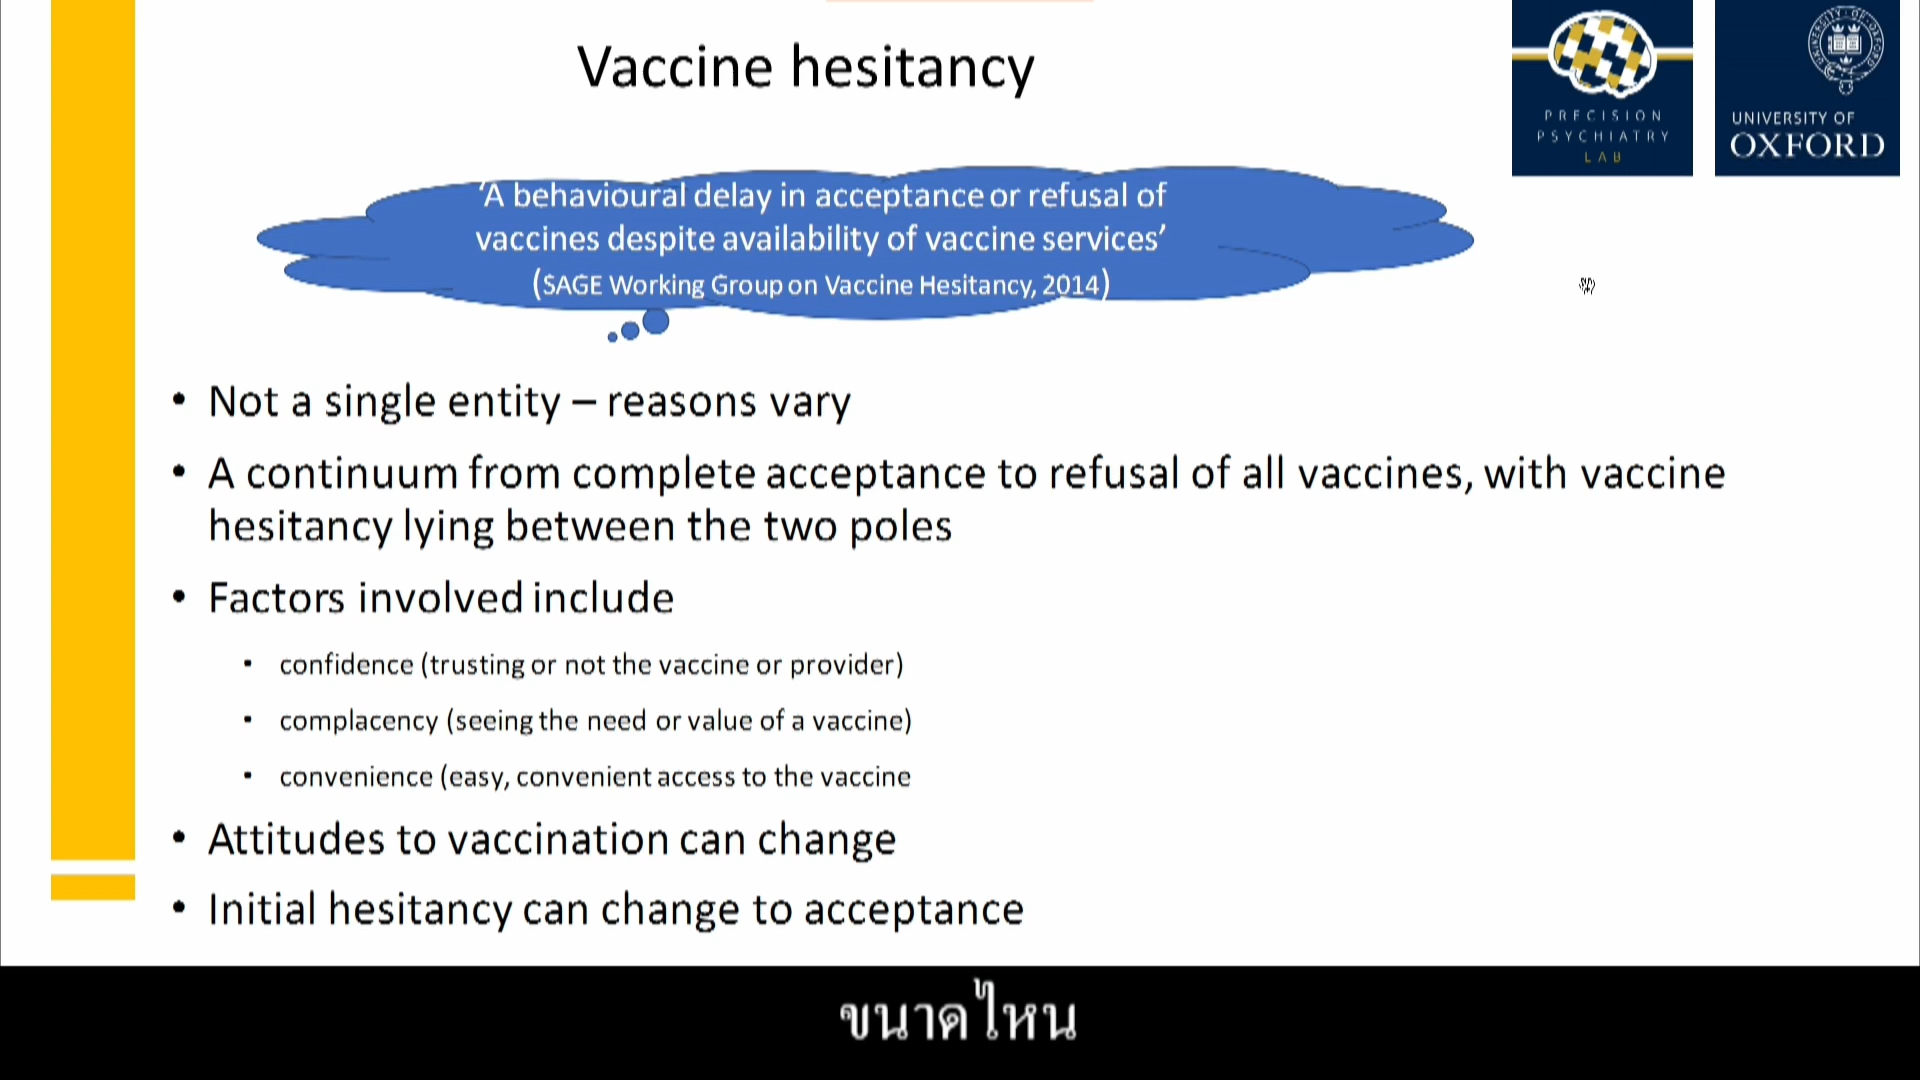 Vaccine hesitancy
PRECISION
PSYCHIATRY
LAB
UNIVERSITY OF
OXFORD
‘A behavioural delay in acceptance or refusal of
vaccines despite availability of vaccine services’
(SAGE Working Group on Vaccine Hesitancy, 2014)
• Not a single entity – reasons vary
• A continuum from complete acceptance to refusal of all vaccines, with vaccine
hesitancy lying between the two poles
• Factors involved include
• confidence (trusting or not the vaccine or provider)
• complacency (seeing the need or value of a vaccine)
• convenience (easy, convenient access to the vaccine
• Attitudes to vaccination can change
• Initial hesitancy can change to acceptance
ขนาดไหน